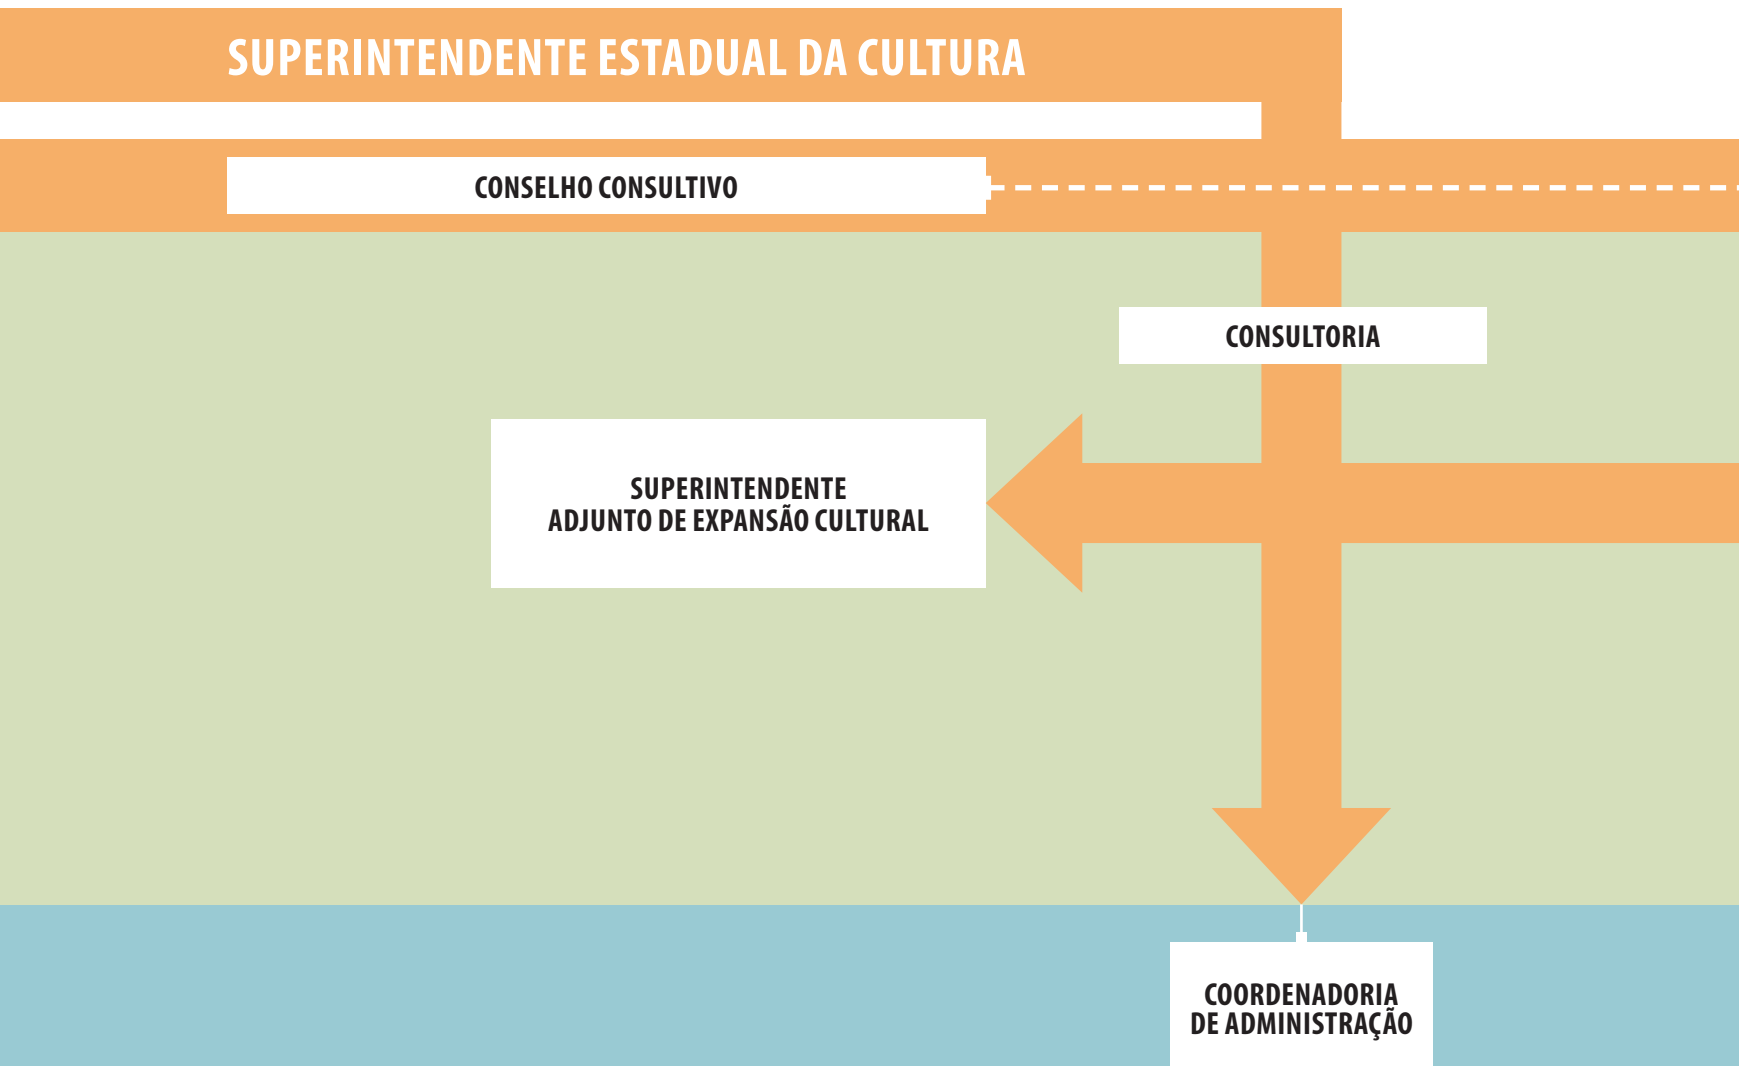 SUPERINTENDENTE ESTADUAL DA CULTURA
CONSELHO CONSULTIVO
CONSULTORIA
SUPERINTENDENTE
ADJUNTO DE EXPANSÃO CULTURAL
COORDENADORIA
DE ADMINISTRAÇÃO